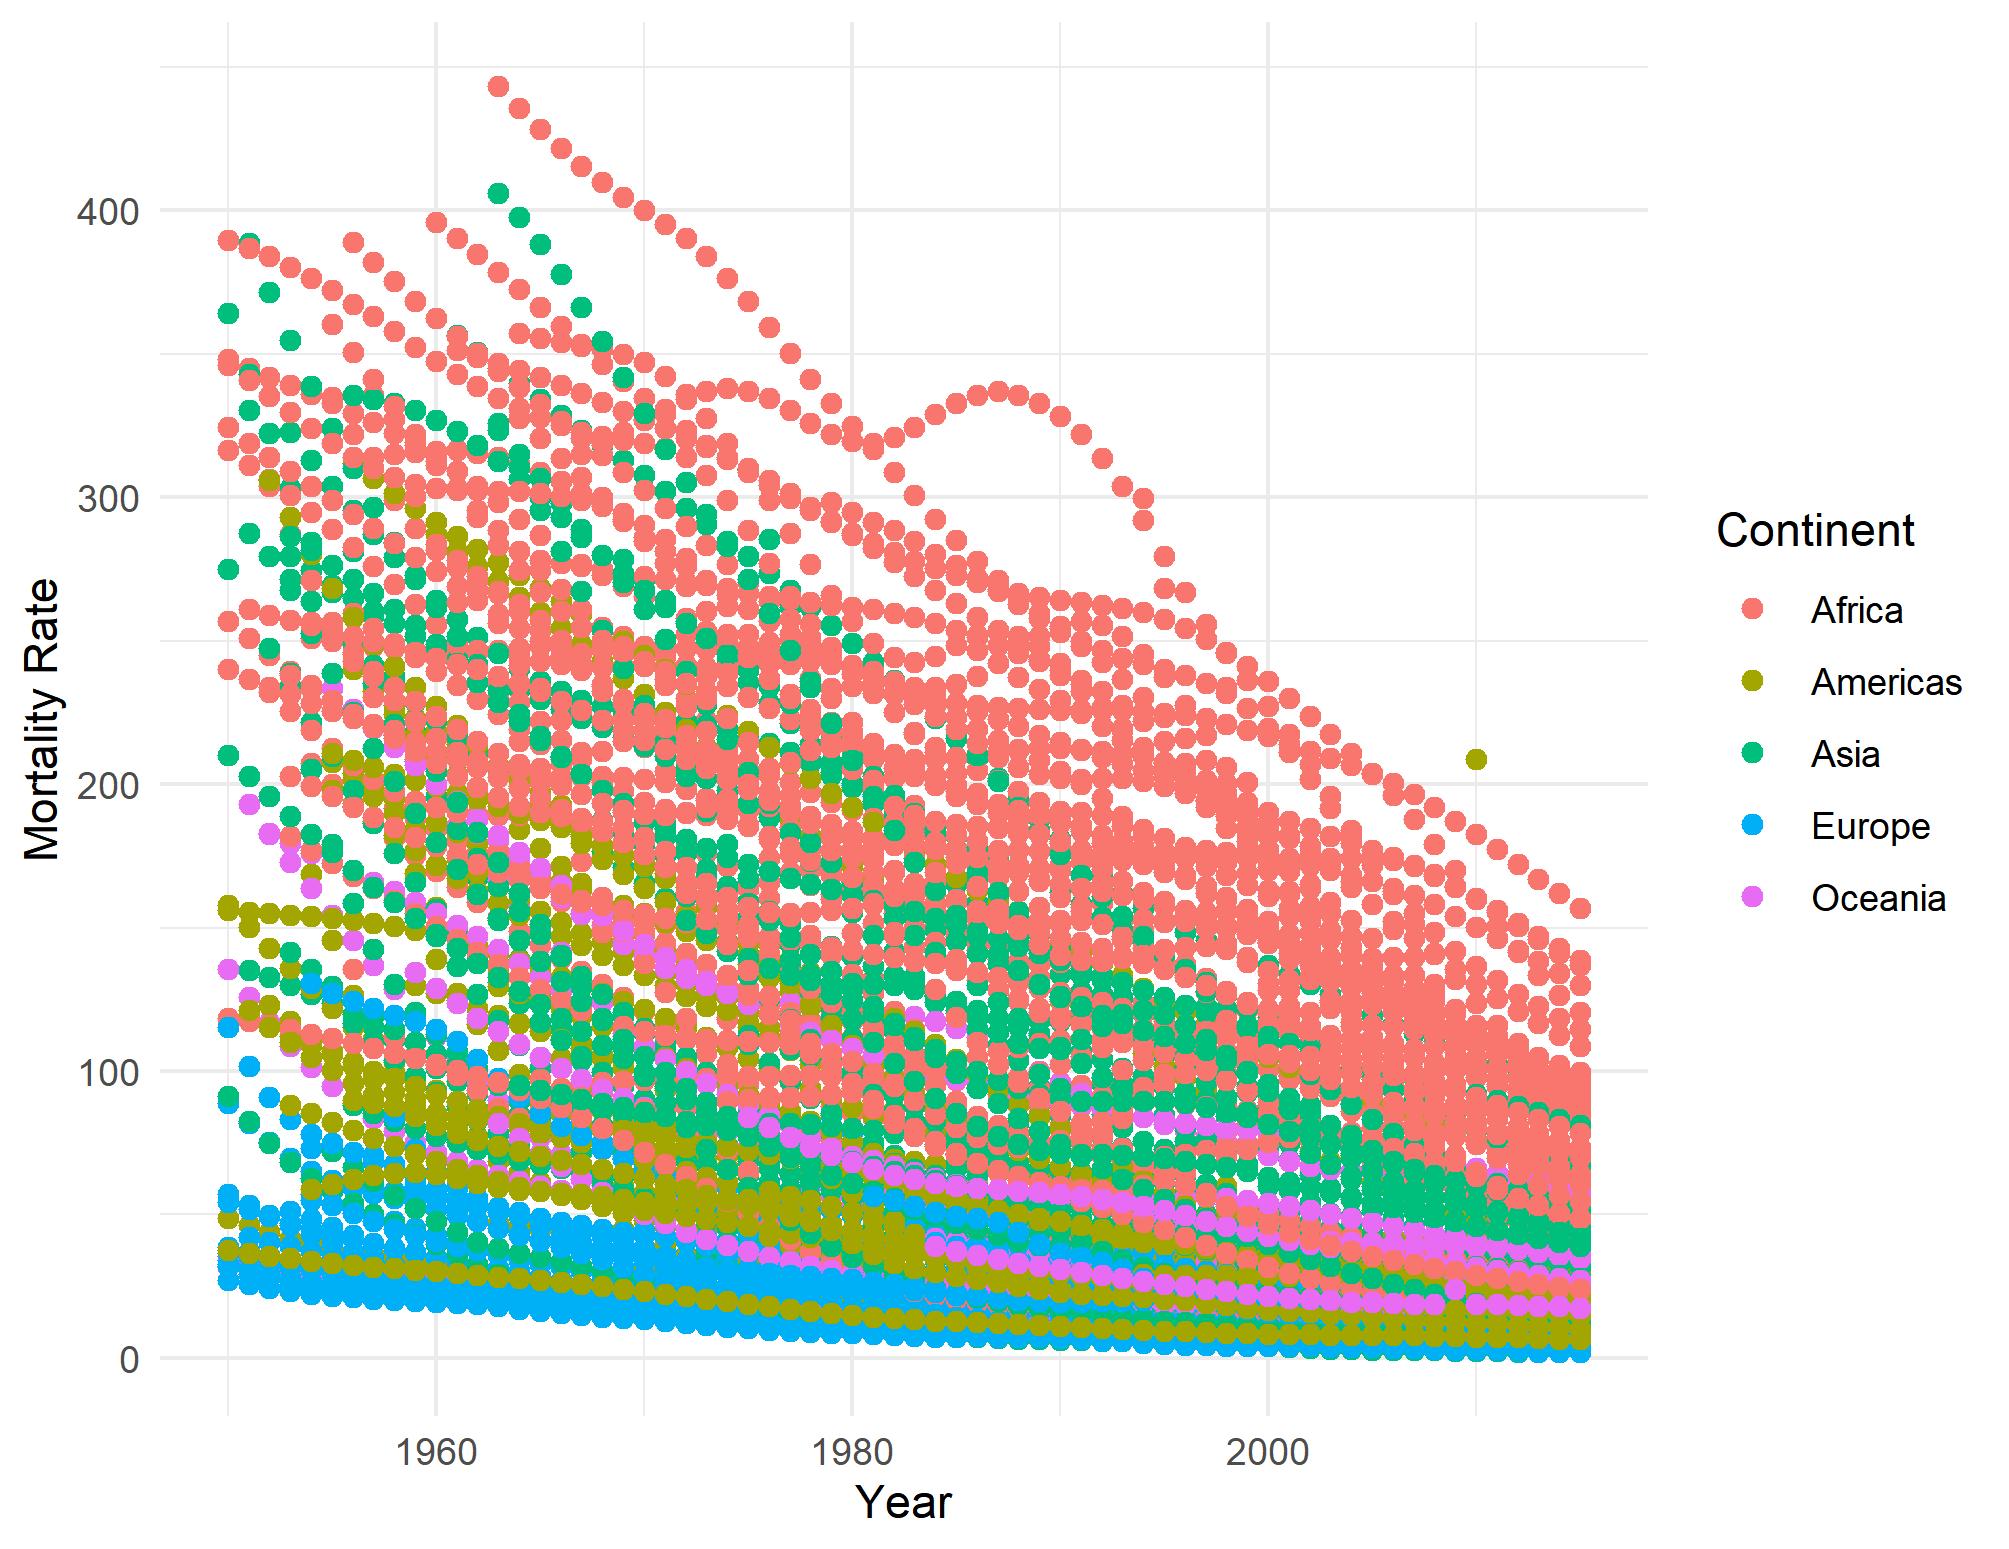 400
300
200
100
0
Mortality Rate
1960
1980
2000
Year
Continent
Africa
Americas
Asia
Europe
Oceania